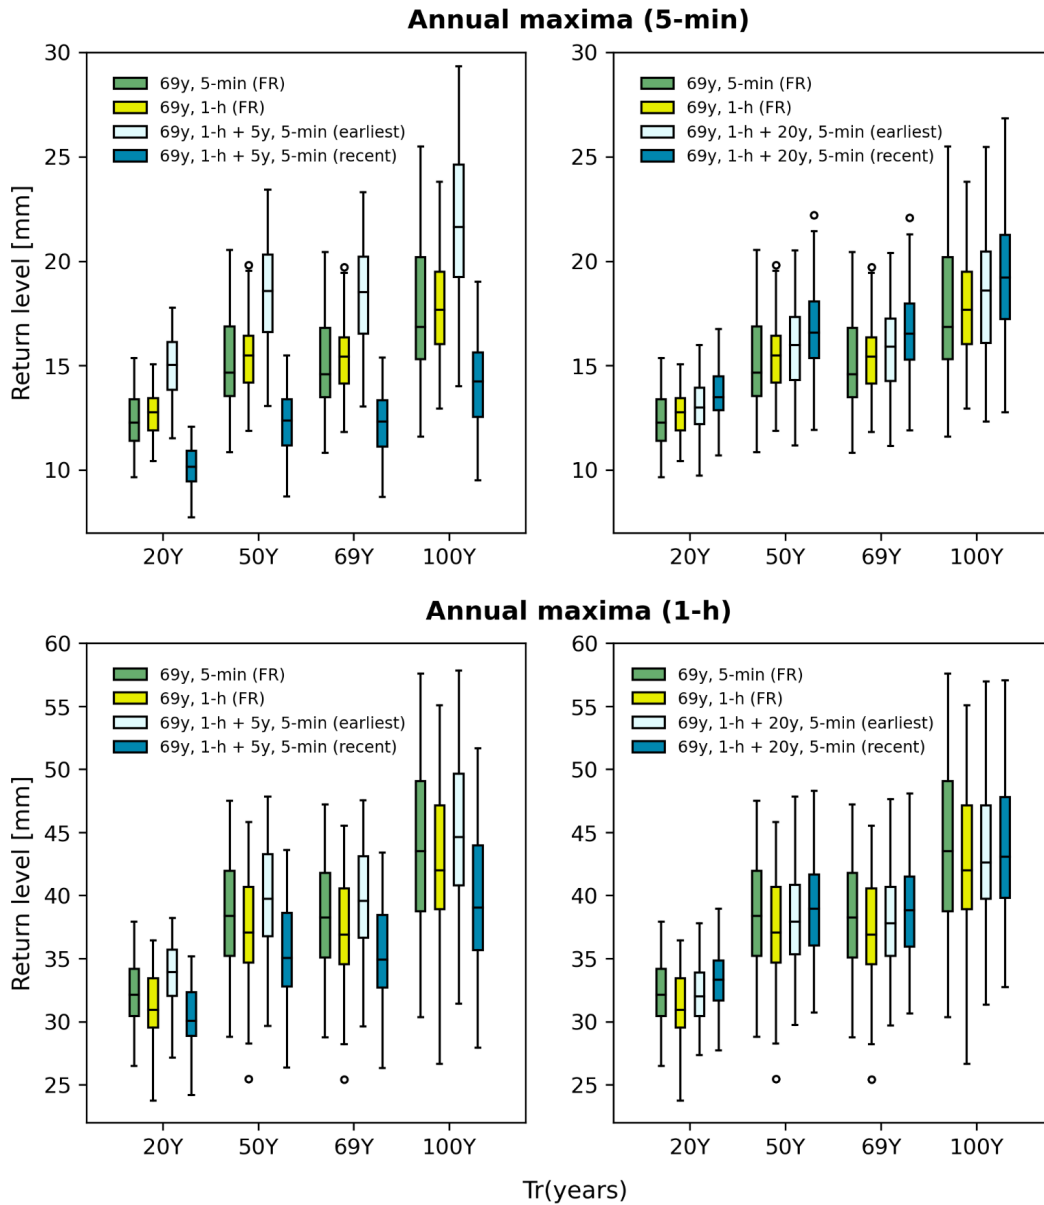 Annual maxima (5-min)
Return level [mm]
30
25
20
15
10
69y, 5-min (FR)
69y, 1-h (FR)
69y, 1-h + 5y, 5-min (earliest)
69y, 1-h + 5y, 5-min (recent)
20Y 50Y 69Y 100Y
30
25
20
15
10
69y, 5-min (FR)
69y, 1-h (FR)
69y, 1-h + 20y, 5-min (earliest)
69y, 1-h + 20y, 5-min (recent)
20Y 50Y 69Y 100Y
Annual maxima (1-h)
Return level [mm]
60
55
50
45
40
35
30
25
69y, 5-min (FR)
69y, 1-h (FR)
69y, 1-h + 5y, 5-min (earliest)
69y, 1-h + 5y, 5-min (recent)
20Y 50Y 69Y 100Y
60
55
50
45
40
35
30
25
69y, 5-min (FR)
69y, 1-h (FR)
69y, 1-h + 20y, 5-min (earliest)
69y, 1-h + 20y, 5-min (recent)
20Y 50Y 69Y 100Y
Tr(years)